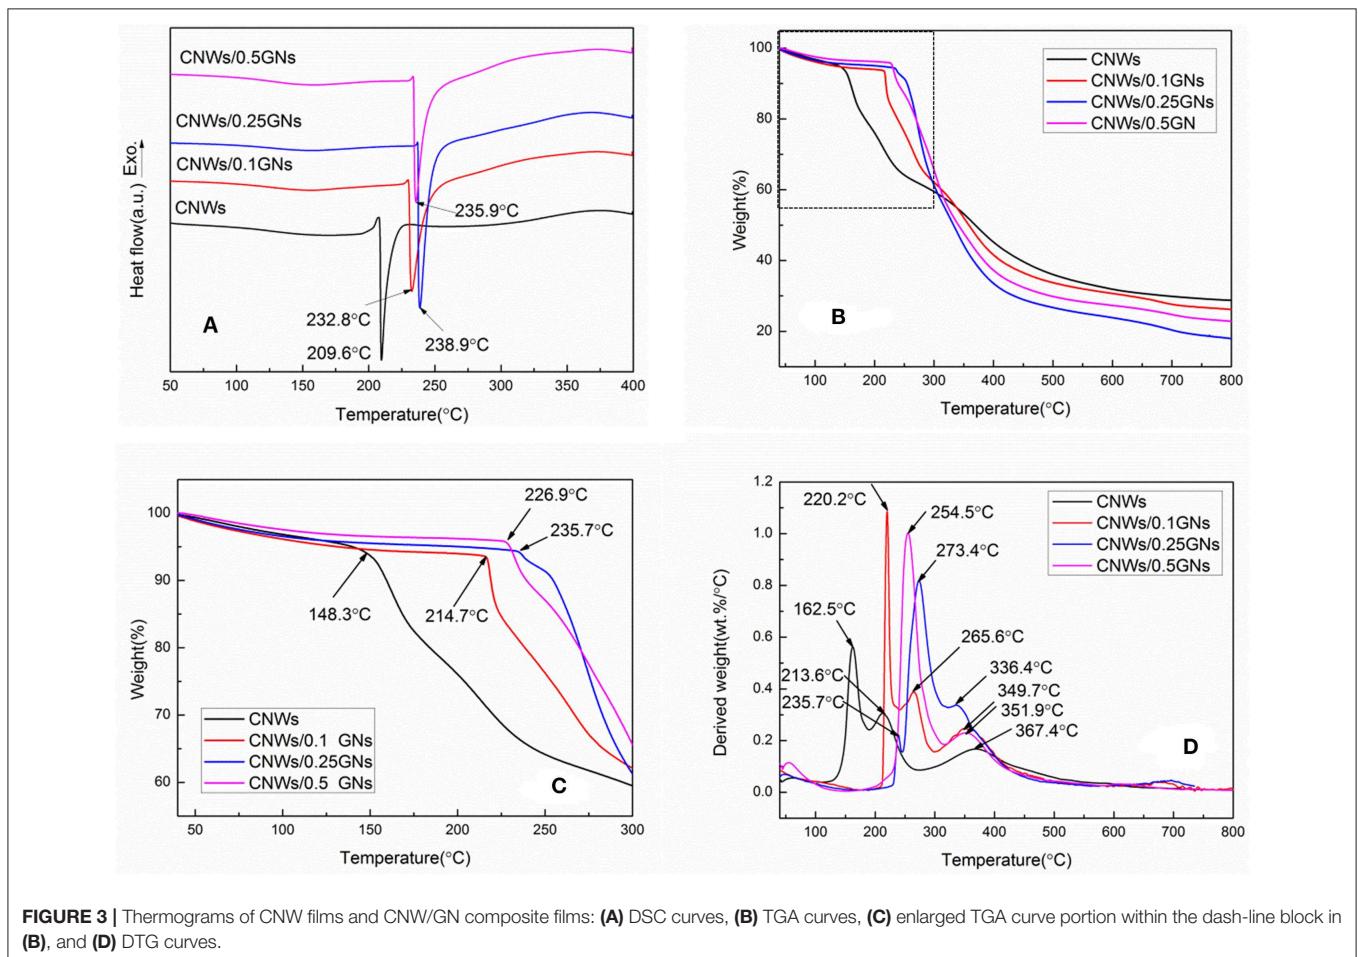 CNWs/0.5GNs
CNWs/0.25GNs
CNWs/0.1GNs
CNWs
235.9°C
232.8°C
209.6°C
238.9°C
A
Heat flow(a.u.) Exo.
50 100 150 200 250 300 350 400
Temperature(°C)
100
80
60
40
20
Weight(%)
CNWs
CNWs/0.1GNs
CNWs/0.25GNs
CNWs/0.5GN
B
100 200 300 400 500 600 700 800
Temperature(°C)
100
90
80
70
60
Weight(%)
226.9°C
235.7°C
148.3°C
214.7°C
CNWs
CNWs/0.1 GNs
CNWs/0.25GNs
CNWs/0.5 GNs
C
50 100 150 200 250 300
Temperature(°C)
1.2
1.0
0.8
0.6
0.4
0.2
0.0
Derived weight(wt.%/°C)
220.2°C
254.5°C
273.4°C
162.5°C
265.6°C
213.6°C
235.7°C
336.4°C
349.7°C
351.9°C
367.4°C
CNWs
CNWs/0.1GNs
CNWs/0.25GNs
CNWs/0.5GNs
D
100 200 300 400 500 600 700 800
Temperature(°C)
FIGURE 3 | Thermograms of CNW films and CNW/GN composite films: (A) DSC curves, (B) TGA curves, (C) enlarged TGA curve portion within the dash-line block in
(B), and (D) DTG curves.